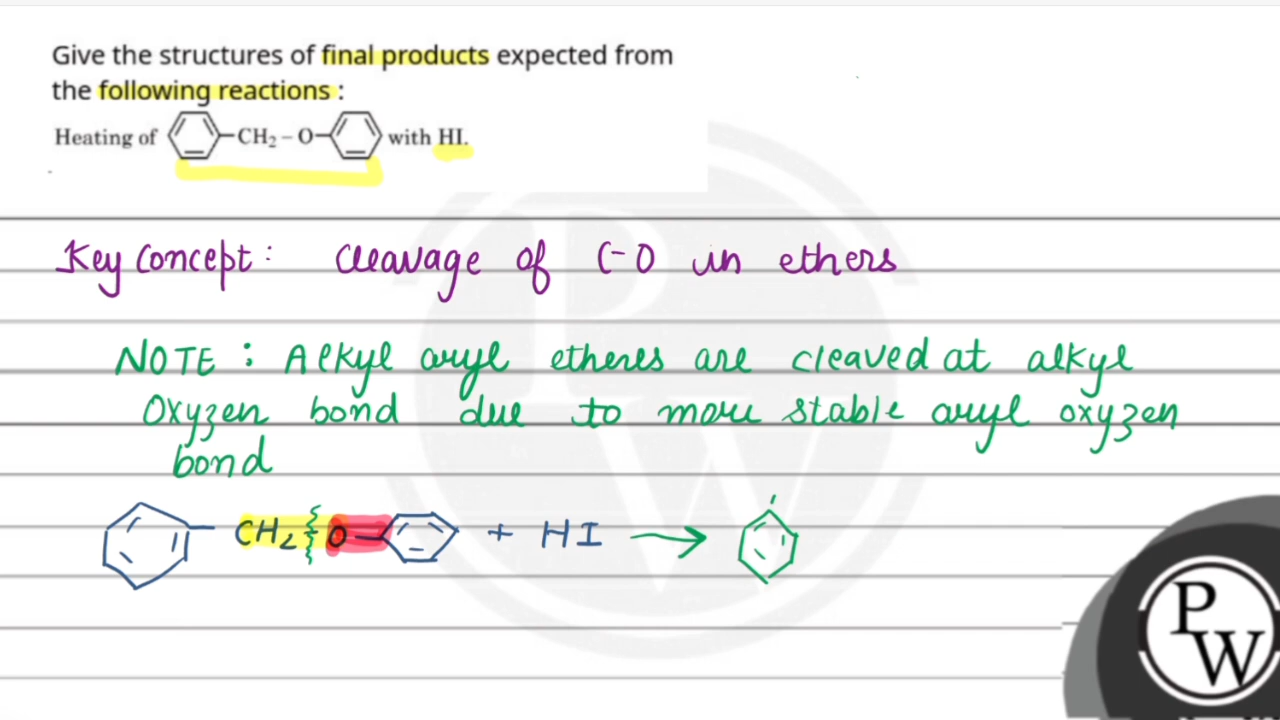 Give the structures of final products expected from
the following reactions :
Heating of CH₂ – O with HI.
Key Concept : Cleavage of C-O in ethers
NOTE : Alkyl aryl etheres are cleaved at alkyl
Oxyzen bond due to more stable aryl oxyzen
bond
CH₂ O + HI →
P
W